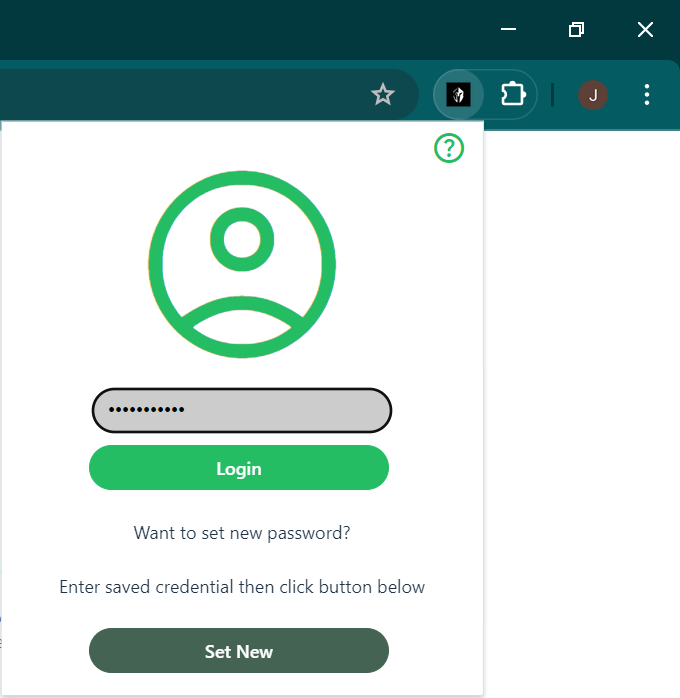 J
?
•••••••••••
Login
Want to set new password?
Enter saved credential then click button below
Set New